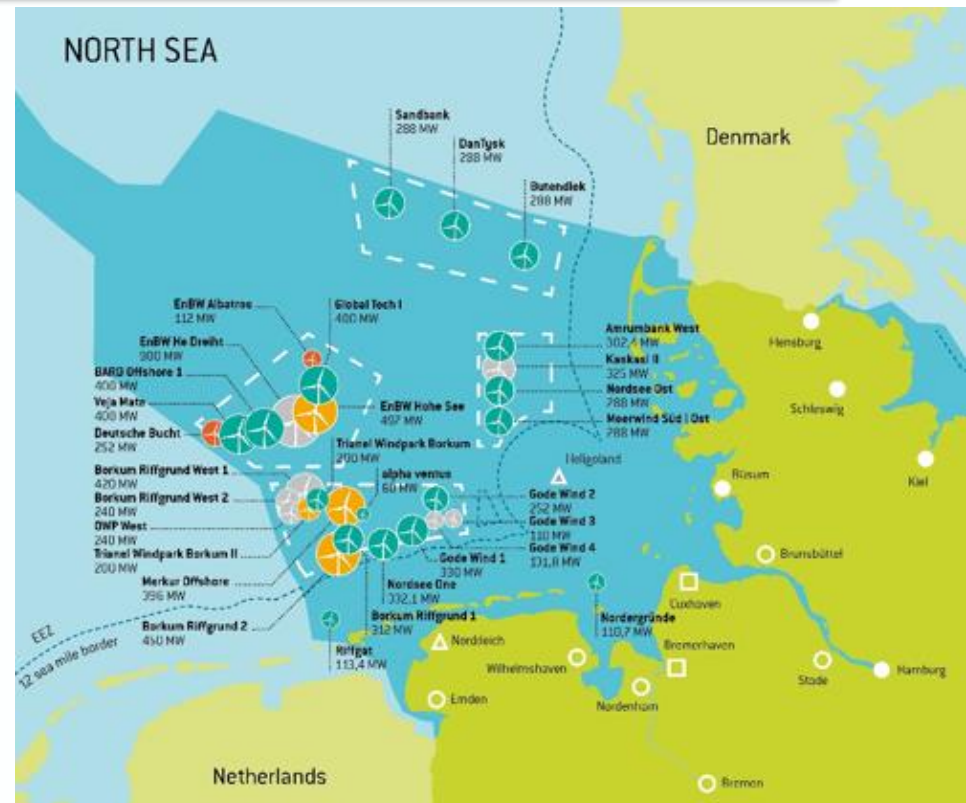 NORTH SEA
Denmark
Sandbank
288 MW
DanTysk
288 MW
Butendiek
288 MW
EnBW Albatros
112 MW
Global Tech I
400 MW
EnBW He Dreiht
900 MW
BARD Offshore 1
400 MW
Veja Mate
400 MW
Deutsche Bucht
252 MW
EnBW Hohe See
497 MW
Amrumbank West
302,4 MW
Kaskasi II
325 MW
Nordsee Ost
288 MW
Meerwind Süd | Ost
288 MW
Trianel Windpark Borkum
200 MW
alpha ventus
60 MW
Borkum Riffgrund West 1
420 MW
Borkum Riffgrund West 2
240 MW
OWP West
240 MW
Trianel Windpark Borkum II
200 MW
Merkur Offshore
396 MW
Borkum Riffgrund 2
450 MW
Gode Wind 2
252 MW
Gode Wind 3
110 MW
Gode Wind 4
131,8 MW
Gode Wind 1
330 MW
Nordsee One
332,1 MW
Borkum Riffgrund 1
312 MW
Riffgat
113,4 MW
Nordergründe
110,7 MW
EEZ
12 sea mile border
Helgoland
Schleswig
Kiel
Büsum
Brunsbüttel
Cuxhaven
Bremerhaven
Norddeich
Wilhelmshaven
Emden
Nordenham
Stade
Hamburg
Bremen
Netherlands